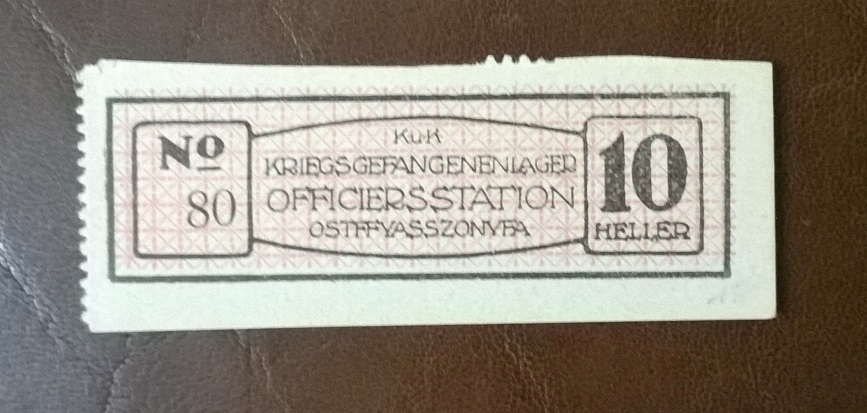 No
80
K.u.K
KRIEGSGEFANGENENLAGER
OFFICIERSSTATION
OSTFFYASSZONYFA
10
HELLER